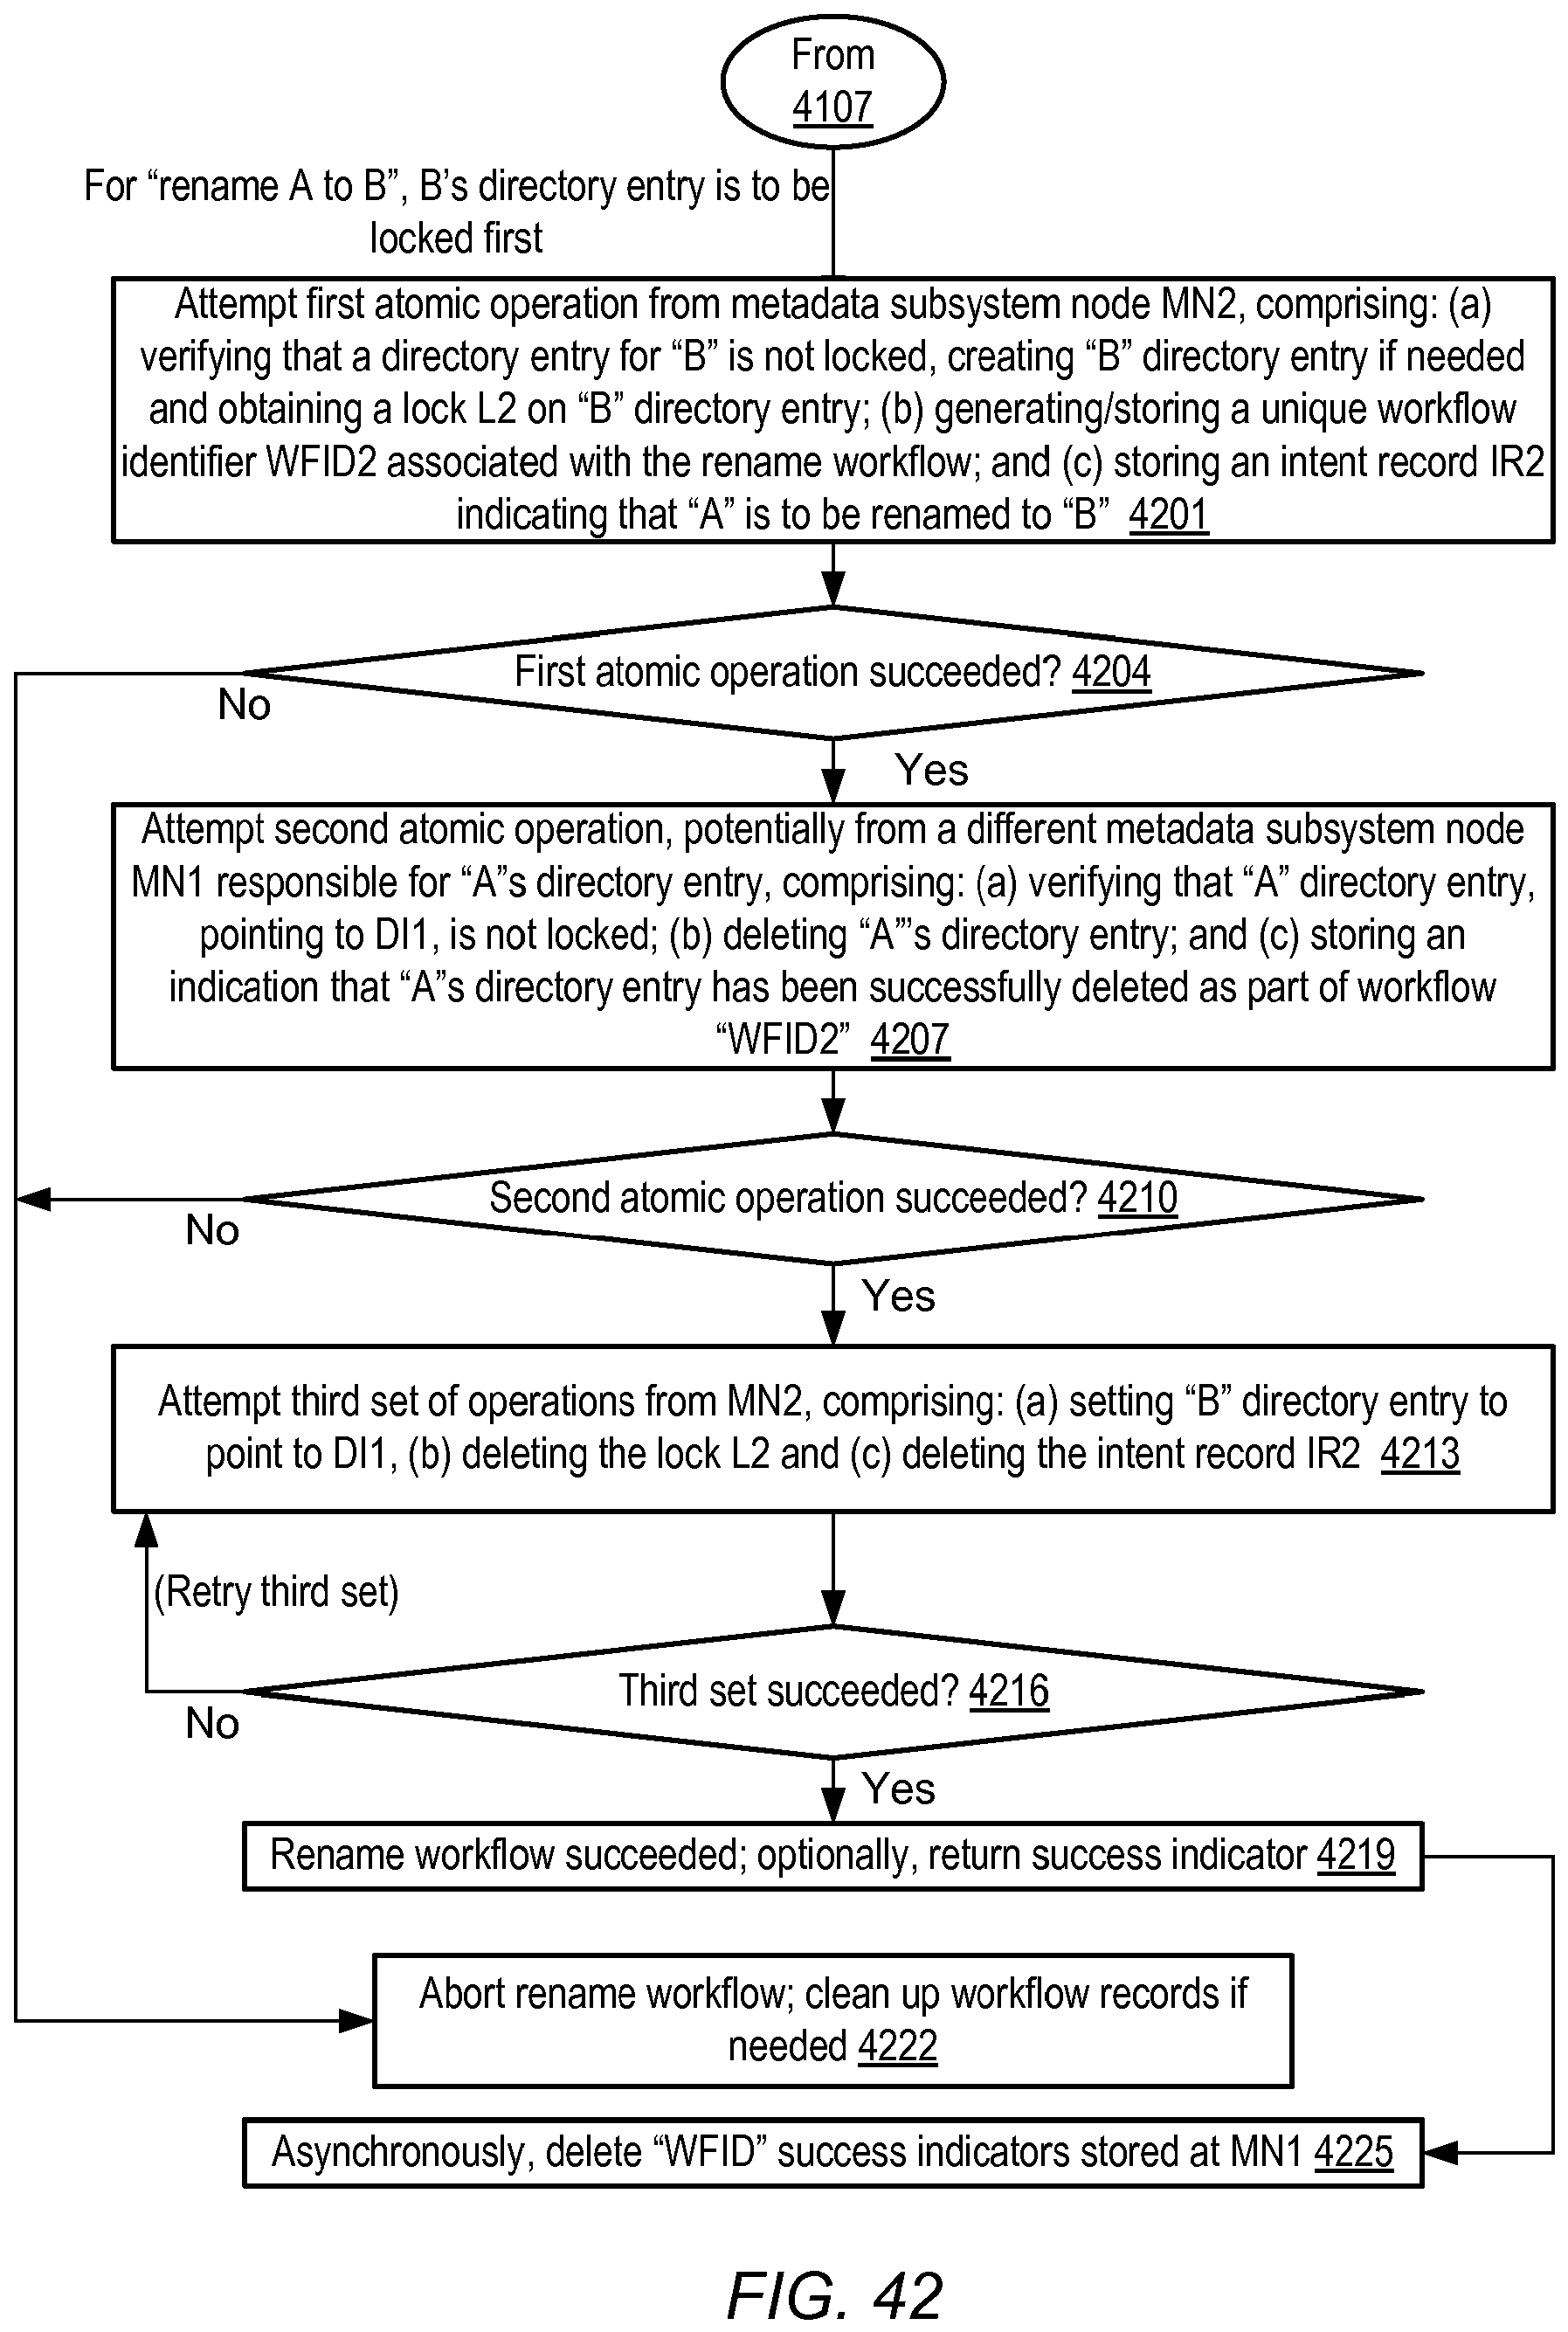 From
4107
For “rename A to B”, B’s directory entry is to be
locked first
Attempt first atomic operation from metadata subsystem node MN2, comprising: (a)
verifying that a directory entry for “B” is not locked, creating “B” directory entry if needed
and obtaining a lock L2 on “B” directory entry; (b) generating/storing a unique workflow
identifier WFID2 associated with the rename workflow; and (c) storing an intent record IR2
indicating that “A” is to be renamed to “B” 4201
First atomic operation succeeded? 4204
No
Yes
Attempt second atomic operation, potentially from a different metadata subsystem node
MN1 responsible for “A”s directory entry, comprising: (a) verifying that “A” directory entry,
pointing to DI1, is not locked; (b) deleting “A”’s directory entry; and (c) storing an
indication that “A”s directory entry has been successfully deleted as part of workflow
“WFID2” 4207
Second atomic operation succeeded? 4210
No
Yes
Attempt third set of operations from MN2, comprising: (a) setting “B” directory entry to
point to DI1, (b) deleting the lock L2 and (c) deleting the intent record IR2 4213
(Retry third set)
Third set succeeded? 4216
No
Yes
Rename workflow succeeded; optionally, return success indicator 4219
Abort rename workflow; clean up workflow records if
needed 4222
Asynchronously, delete “WFID” success indicators stored at MN1 4225
FIG. 42